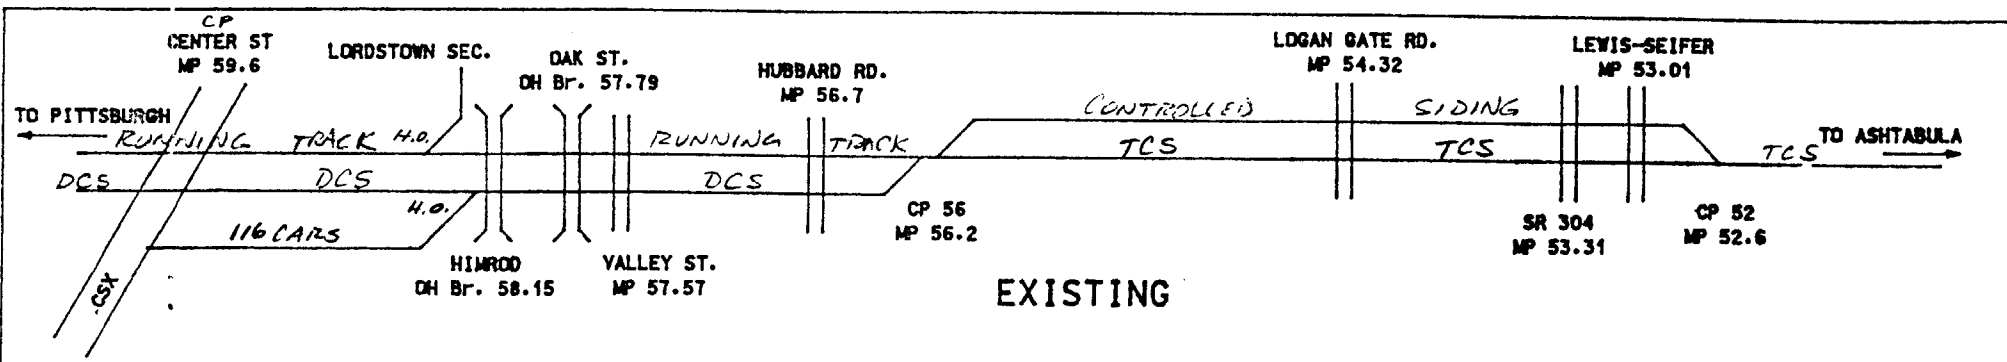 CP
CENTER ST
MP 59.6
LORDSTOWN SEC.
OAK ST.
OH Br. 57.79
HUBBARD RD.
MP 56.7
LOGAN GATE RD.
MP 54.32
LEWIS-SEIFER
MP 53.01
TO PITTSBURGH
RUNNING TRACK H.O.
RUNNING TRACK
CONTROLLED SIDING
TCS
TCS
TCS
TO ASHTABULA
DCS
DCS
DCS
H.O.
116 CARS
CP 56
MP 56.2
SR 304
MP 53.31
CP 52
MP 52.6
HIMROD
OH Br. 58.15
VALLEY ST.
MP 57.57
CSX
EXISTING